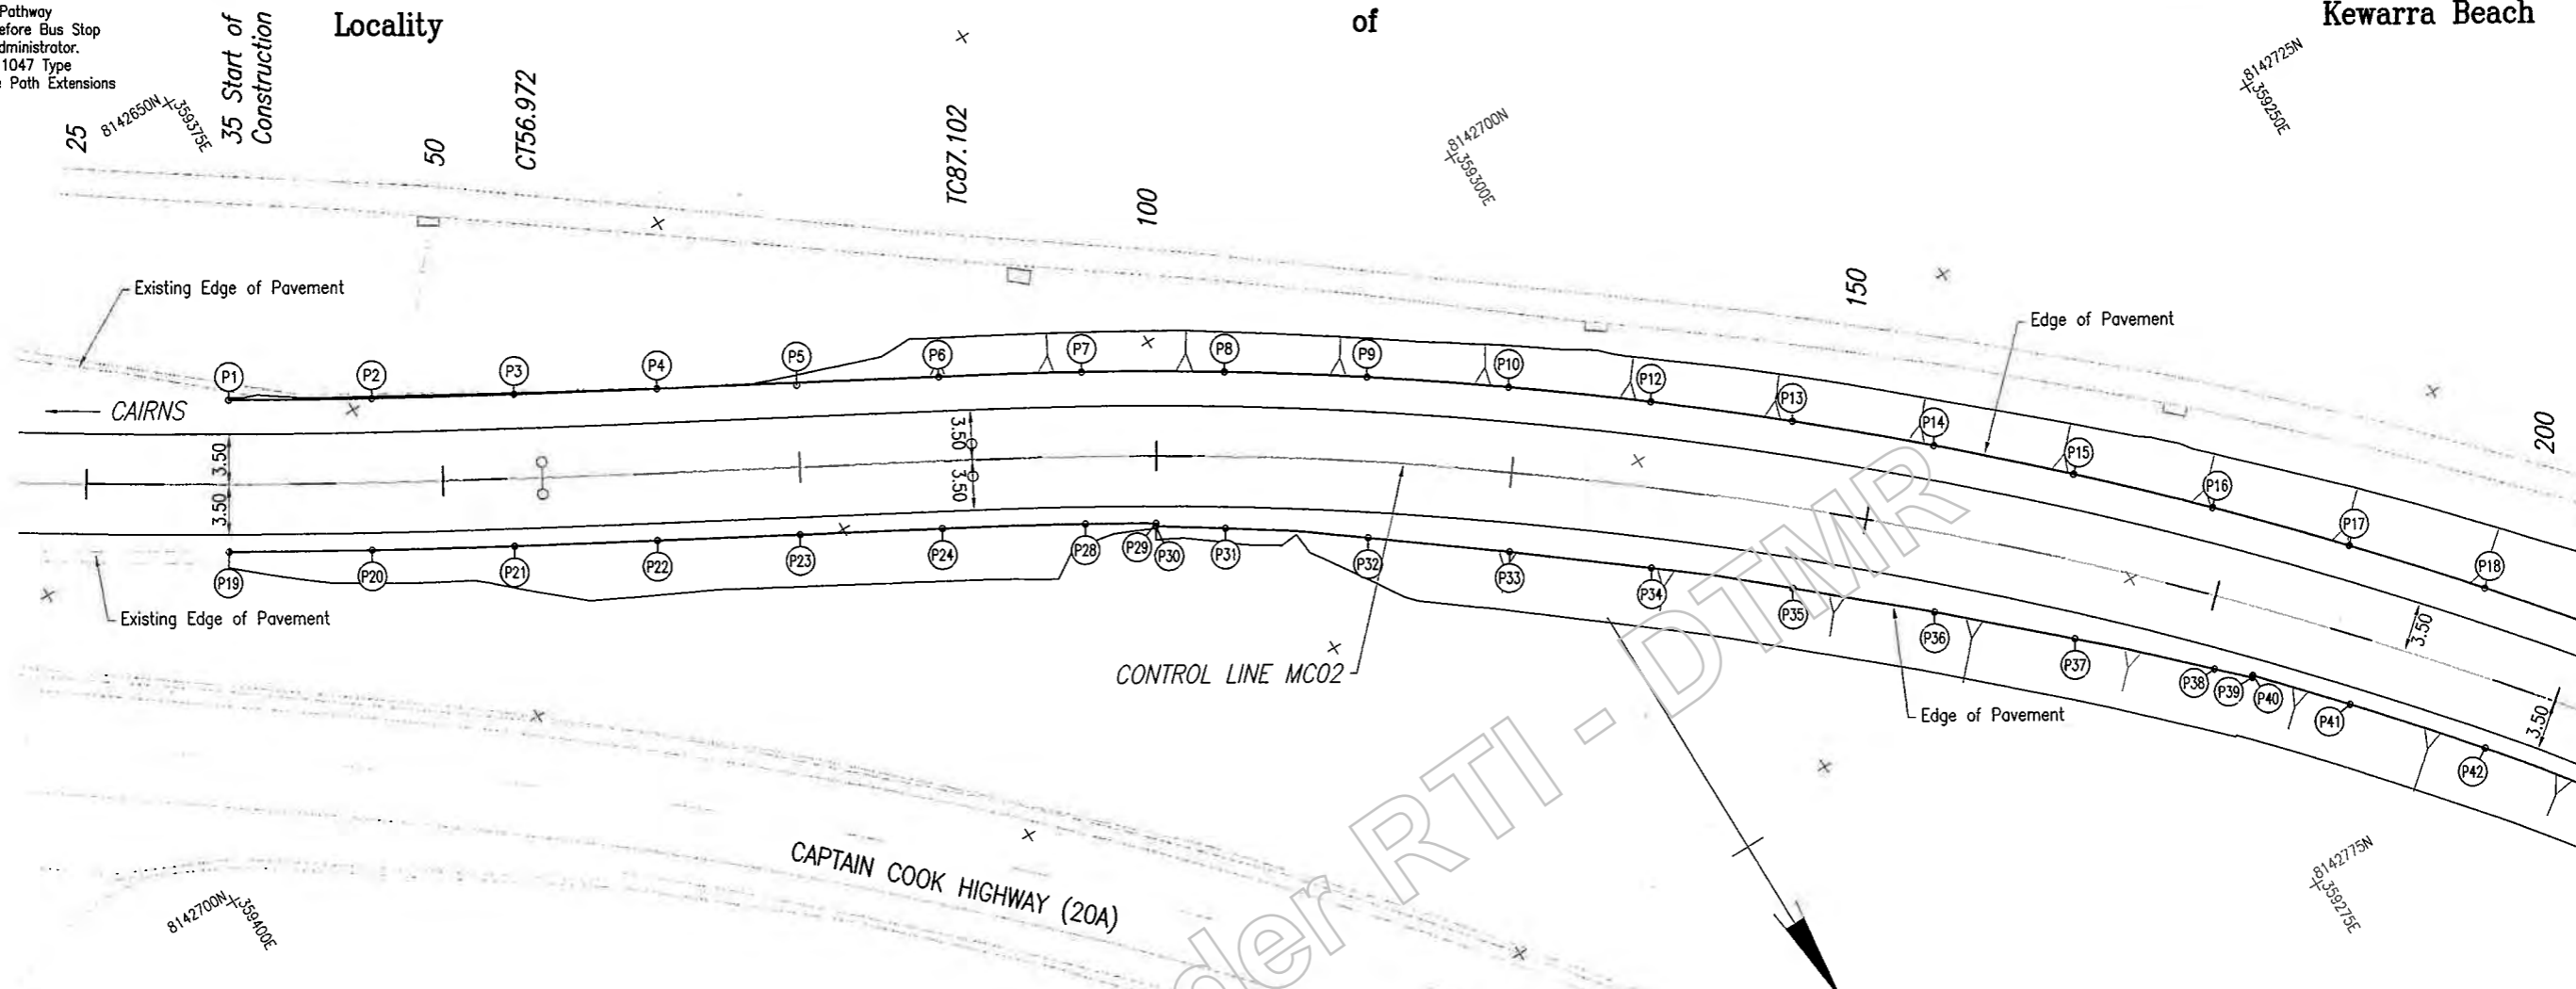 Pathway
efore Bus Stop
dministrator.
1047 Type
Path Extensions
Locality
of
Kewarra Beach
35 Start of
Construction
25
8142650N
359375E
50
CT56.972
TC87.102
100
8142700N
359300E
150
8142725N
359250E
200
Existing Edge of Pavement
Edge of Pavement
P1
P2
P3
P4
P5
P6
P7
P8
P9
P10
P12
P13
P14
P15
P16
P17
P18
CAIRNS
3.50
3.50
3.50
3.50
3.50
3.50
P19
P20
P21
P22
P23
P24
P28
P29
P30
P31
P32
P33
P34
P35
P36
P37
P38
P39
P40
P41
P42
Existing Edge of Pavement
CONTROL LINE MC02
Edge of Pavement
CAPTAIN COOK HIGHWAY (20A)
8142700N
359400E
8142775N
359275E
der RTI - DTMR